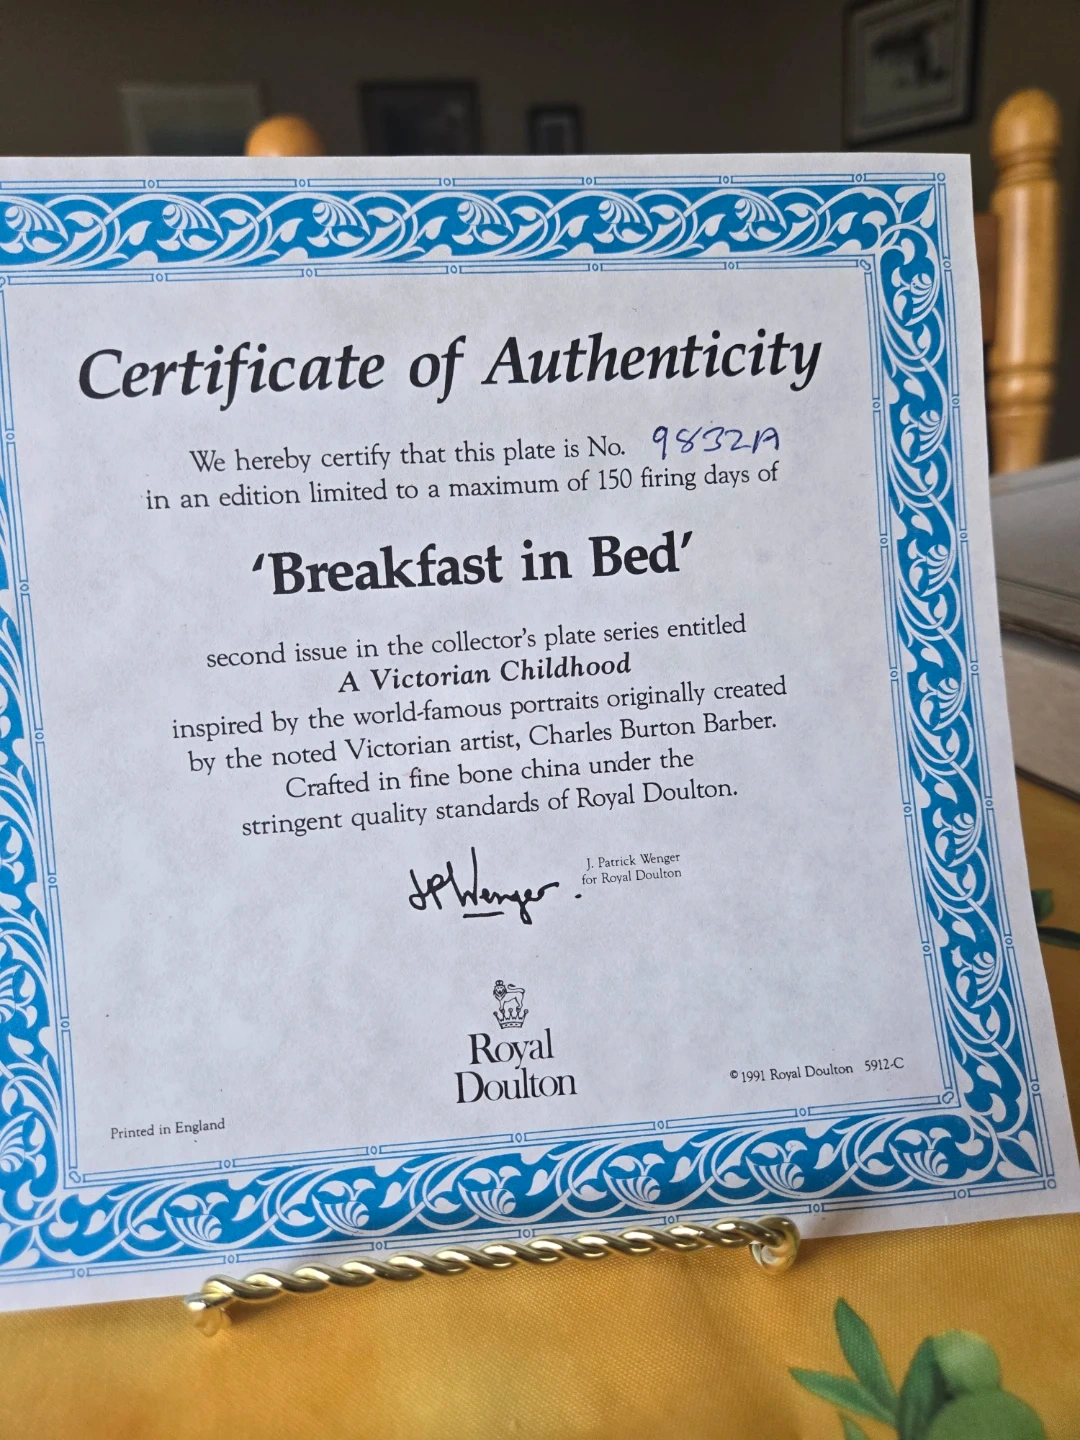 Certificate of Authenticity
We hereby certify that this plate is No. 9832A
in an edition limited to a maximum of 150 firing days of
‘Breakfast in Bed’
second issue in the collector's plate series entitled
A Victorian Childhood
inspired by the world-famous portraits originally created
by the noted Victorian artist, Charles Burton Barber.
Crafted in fine bone china under the
stringent quality standards of Royal Doulton.
JPWenger
J. Patrick Wenger
for Royal Doulton
Royal
Doulton
© 1991 Royal Doulton 5912-C
Printed in England